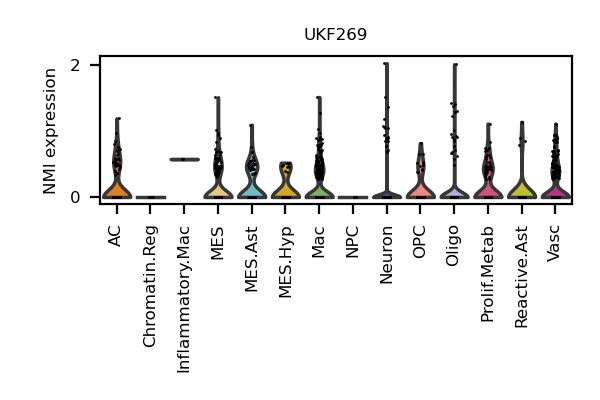 UKF269
NMI expression
2
0
AC
Chromatin.Reg
Inflammatory.Mac
MES
MES.Ast
MES.Hyp
Mac
NPC
Neuron
OPC
Oligo
Prolif.Metab
Reactive.Ast
Vasc